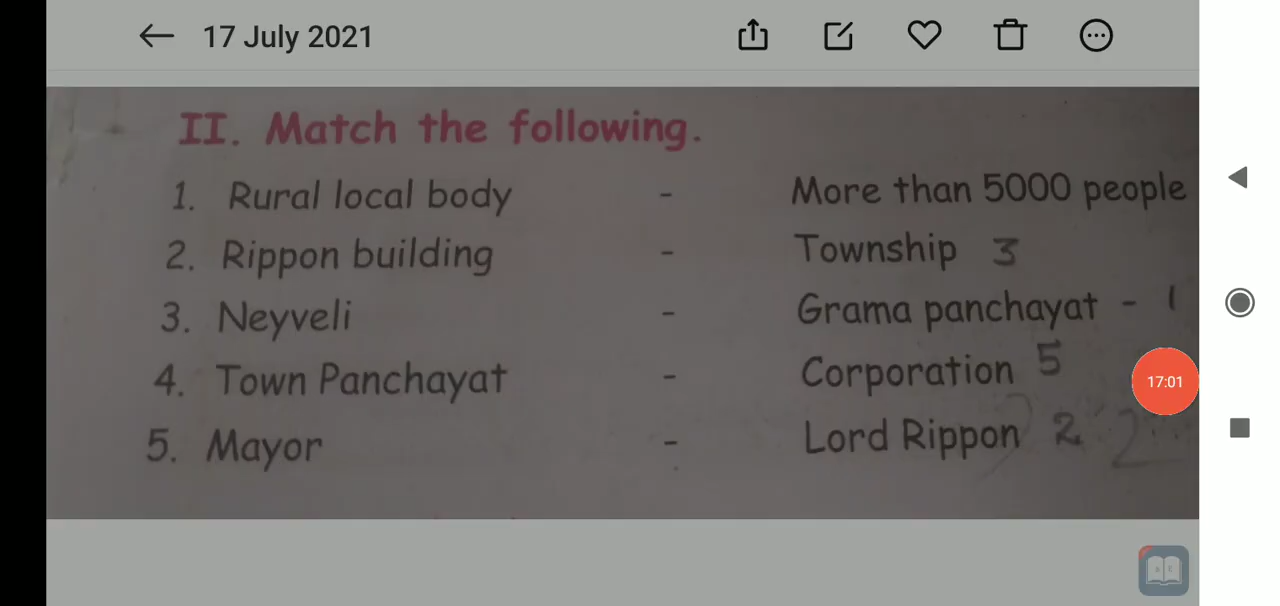 17 July 2021
II. Match the following.
1. Rural local body - More than 5000 people
2. Rippon building - Township 3
3. Neyveli - Grama panchayat - 1
4. Town Panchayat - Corporation 5
17:01
5. Mayor - Lord Rippon 2 2